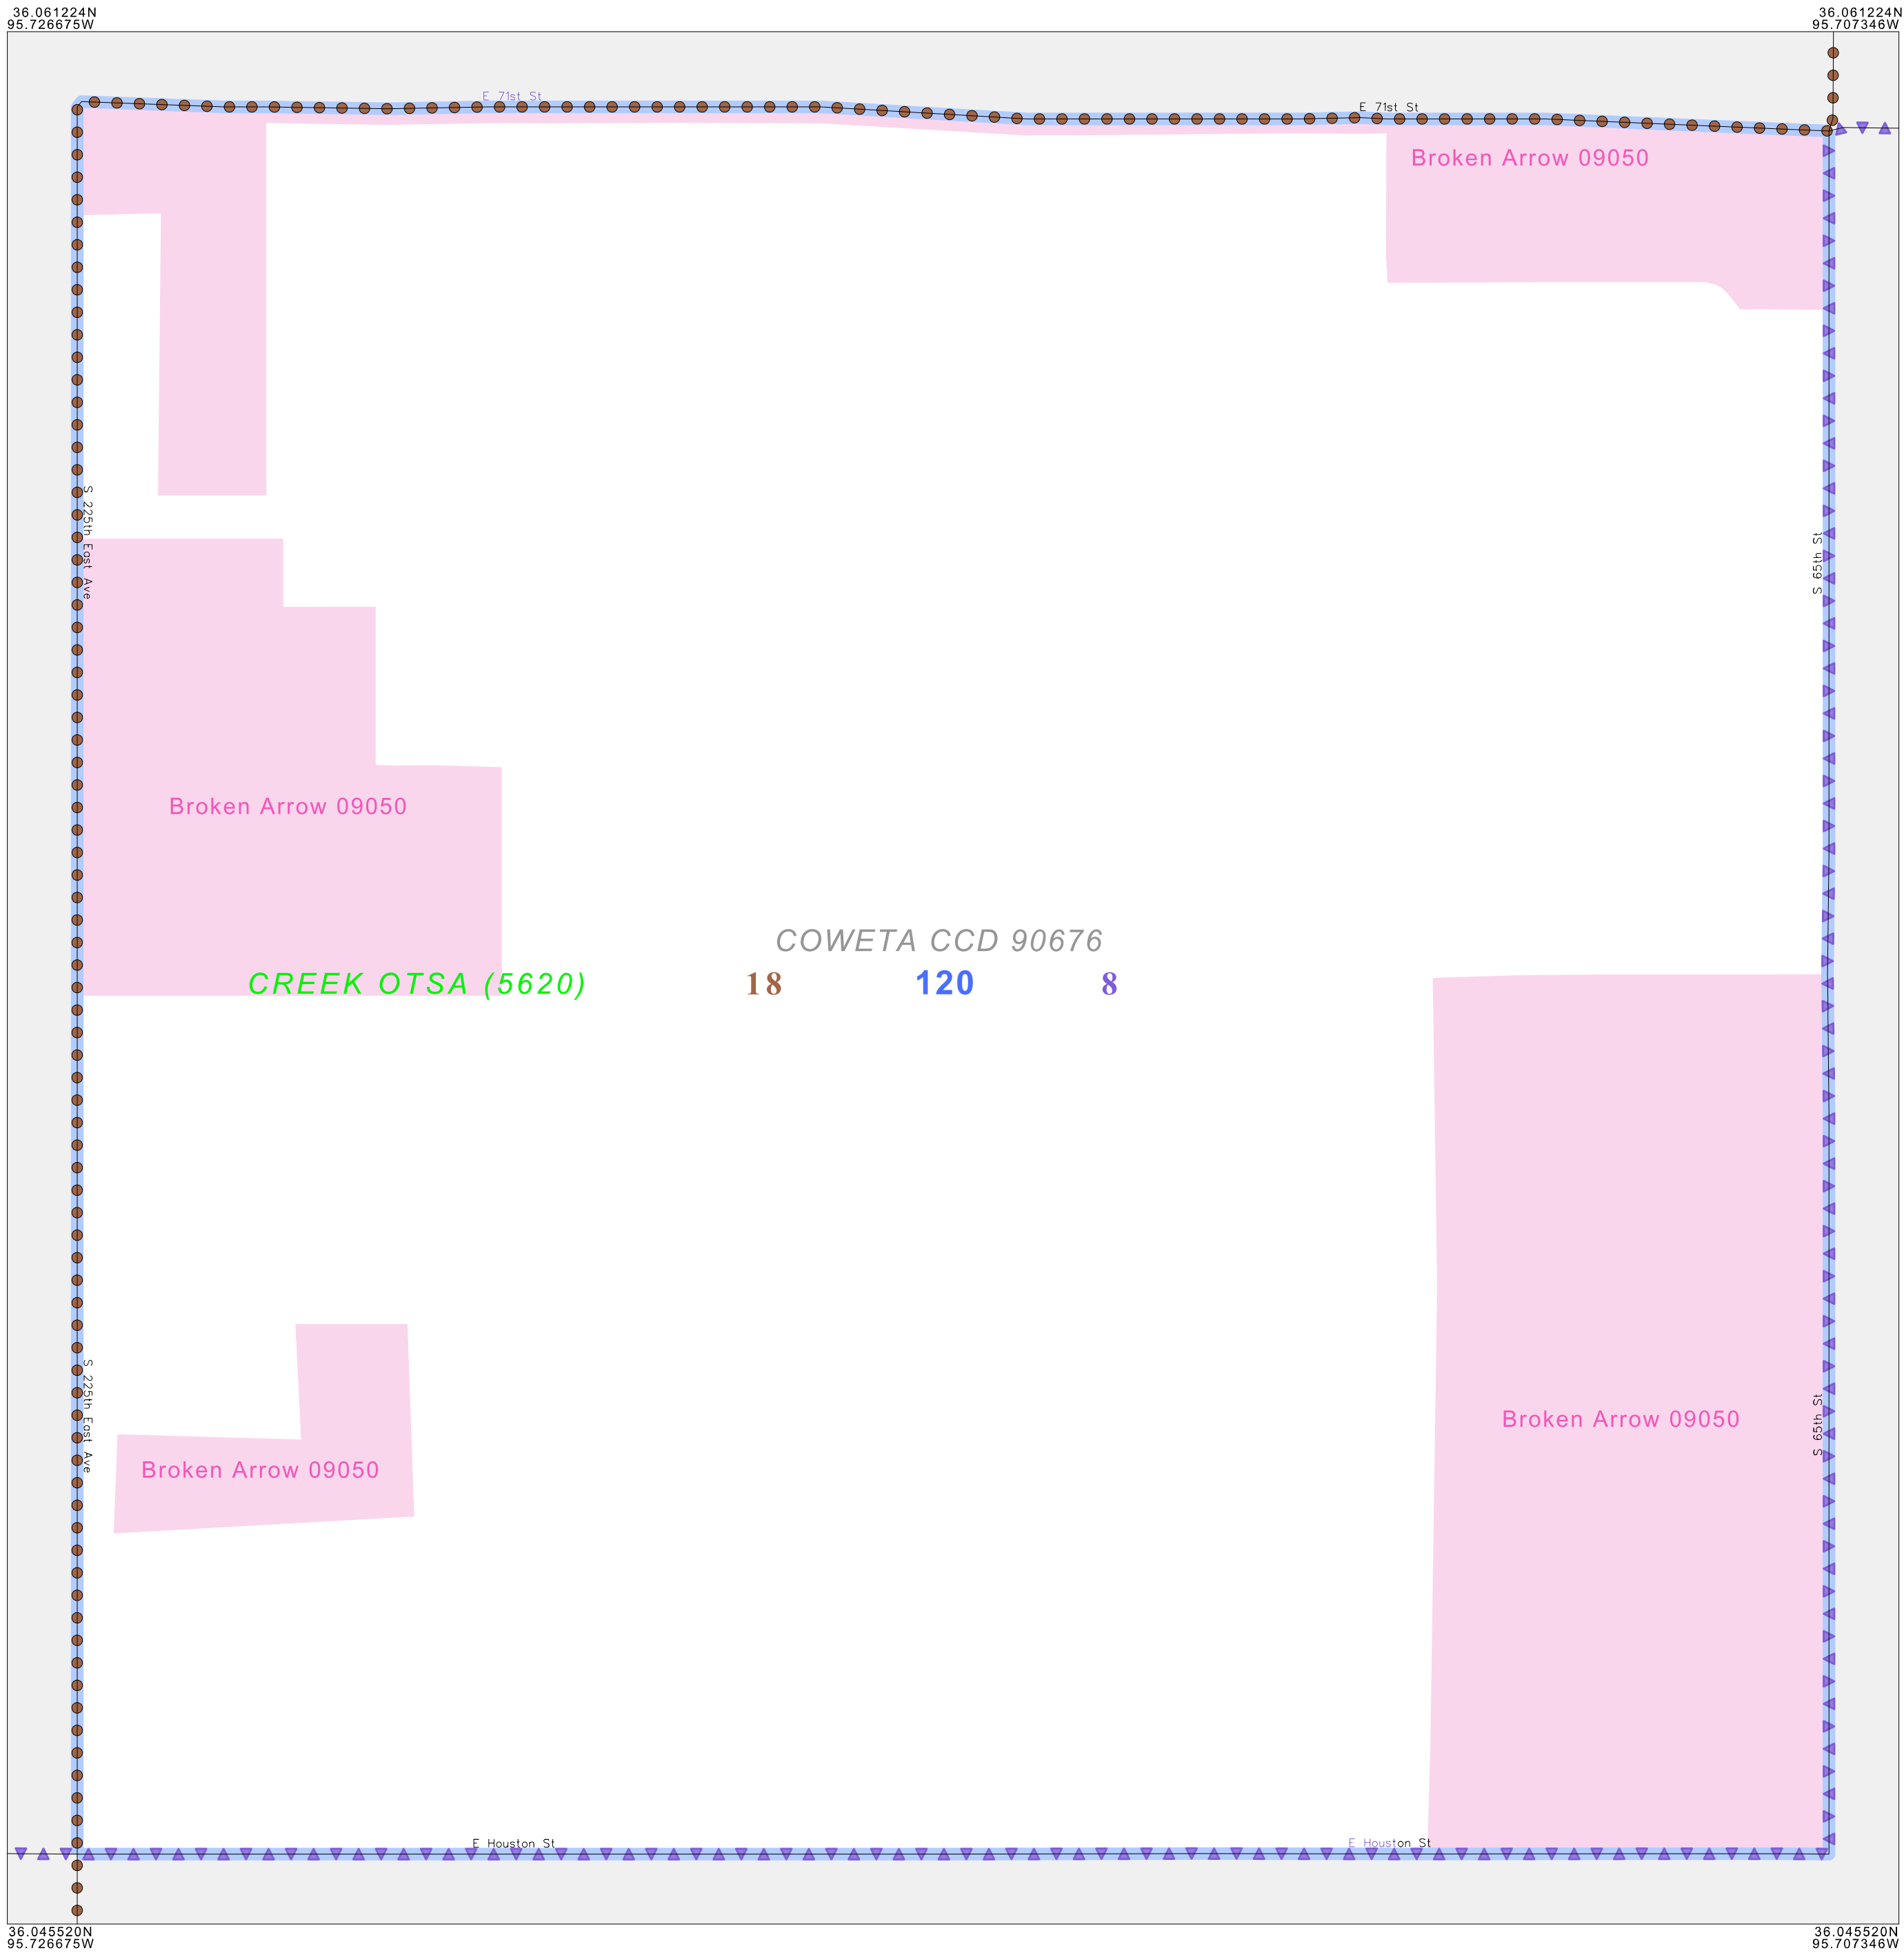 36.061224N
95.726675W
36.061224N
95.707346W
E 71st St
E 71st St
Broken Arrow 09050
S 225th East Ave
S 65th St
Broken Arrow 09050
COWETA CCD 90676
CREEK OTSA (5620)
18
120
8
S 225th East Ave
S 65th St
Broken Arrow 09050
Broken Arrow 09050
E Houston St
E Houston St
36.045520N
95.726675W
36.045520N
95.707346W